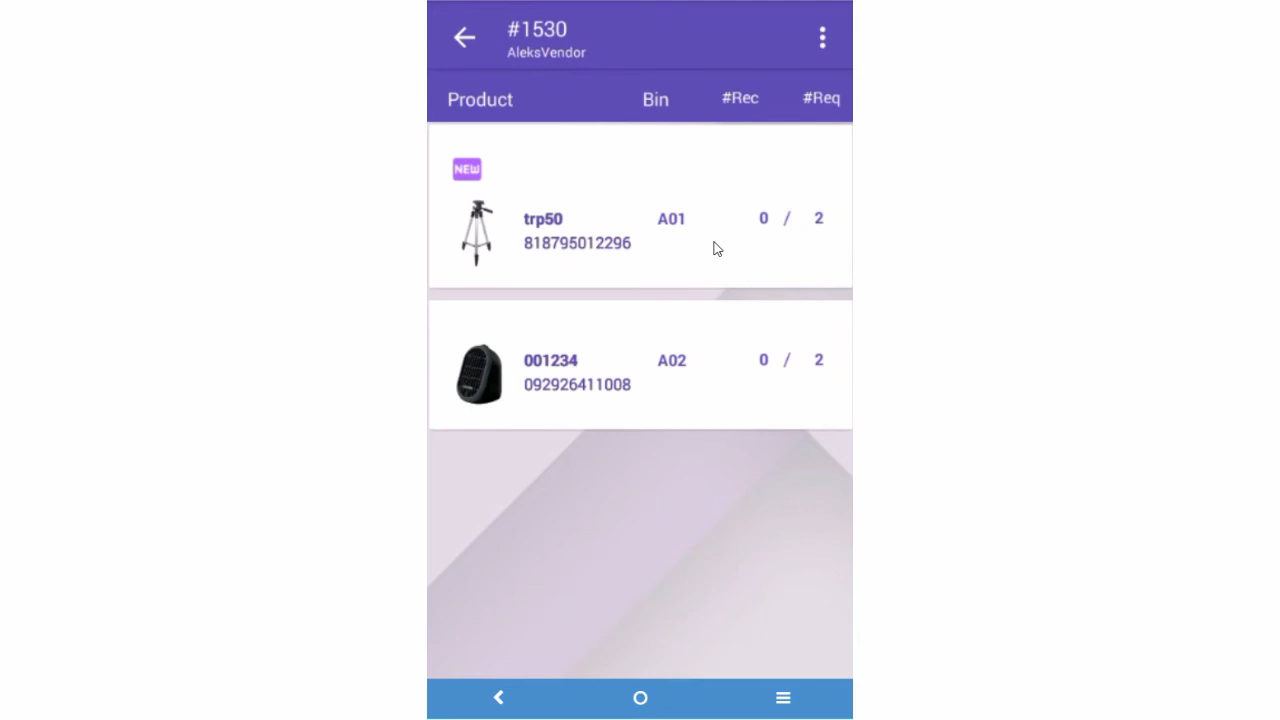 #1530
AleksVendor
Product Bin #Rec #Req
NEW
trp50 A01 0 / 2
818795012296
001234 A02 0 / 2
092926411008